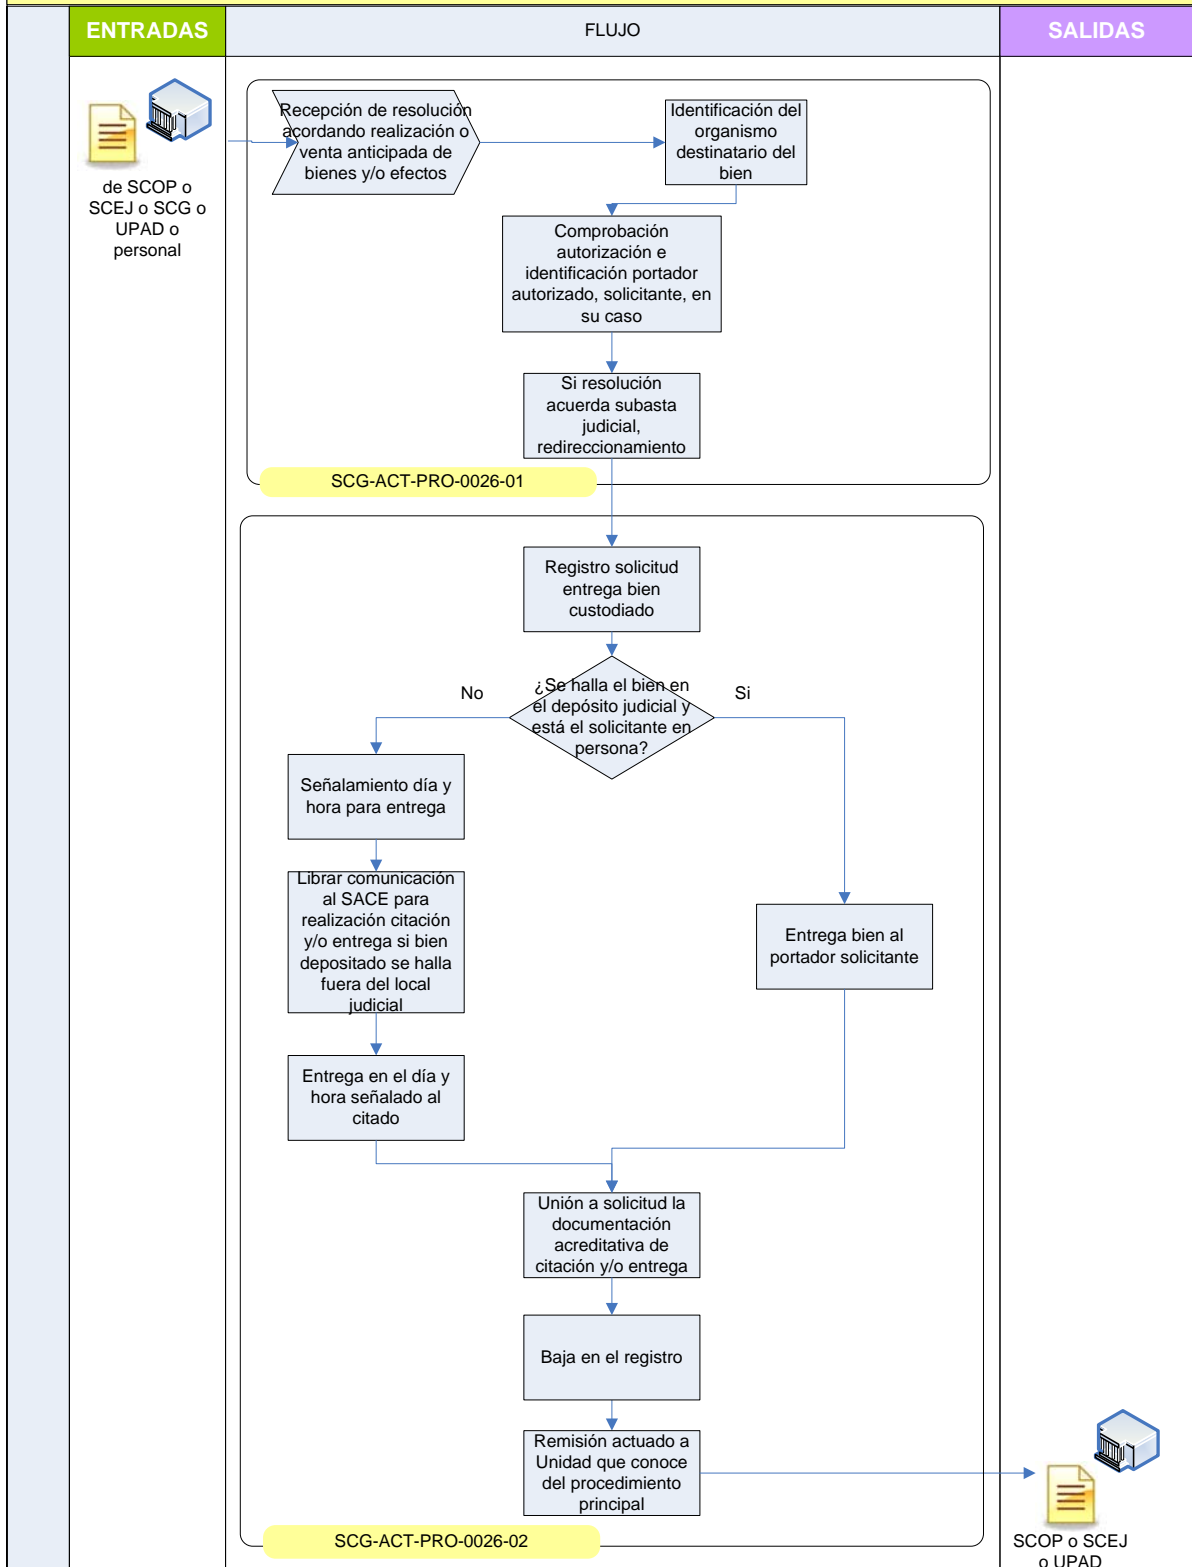 ENTRADAS
FLUJO
SALIDAS
de SCOP o
SCEJ o SCG o
UPAD o
personal
Recepción de resolución
acordando realización o
venta anticipada de
bienes y/o efectos
Identificación del
organismo
destinatario del
bien
Comprobación
autorización e
identificación portador
autorizado, solicitante, en
su caso
Si resolución
acuerda subasta
judicial,
redireccionamiento
SCG-ACT-PRO-0026-01
Registro solicitud
entrega bien
custodiado
¿Se halla el bien en
el depósito judicial y
está el solicitante en
persona?
No
Si
Señalamiento día y
hora para entrega
Librar comunicación
al SACE para
realización citación
y/o entrega si bien
depositado se halla
fuera del local
judicial
Entrega bien al
portador solicitante
Entrega en el día y
hora señalado al
citado
Unión a solicitud la
documentación
acreditativa de
citación y/o entrega
Baja en el registro
Remisión actuado a
Unidad que conoce
del procedimiento
principal
SCG-ACT-PRO-0026-02
SCOP o SCEJ
o UPAD